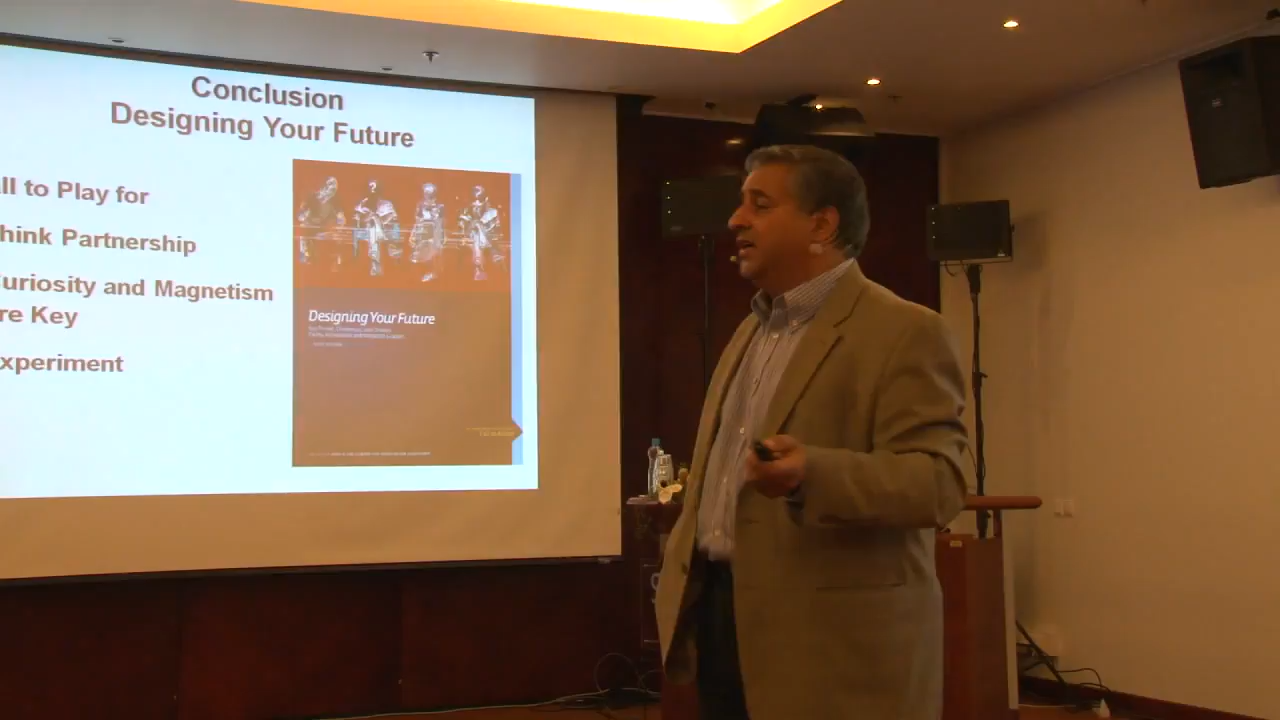 Conclusion
Designing Your Future
ll to Play for
hink Partnership
uriosity and Magnetism
re Key
xperiment
Designing Your Future